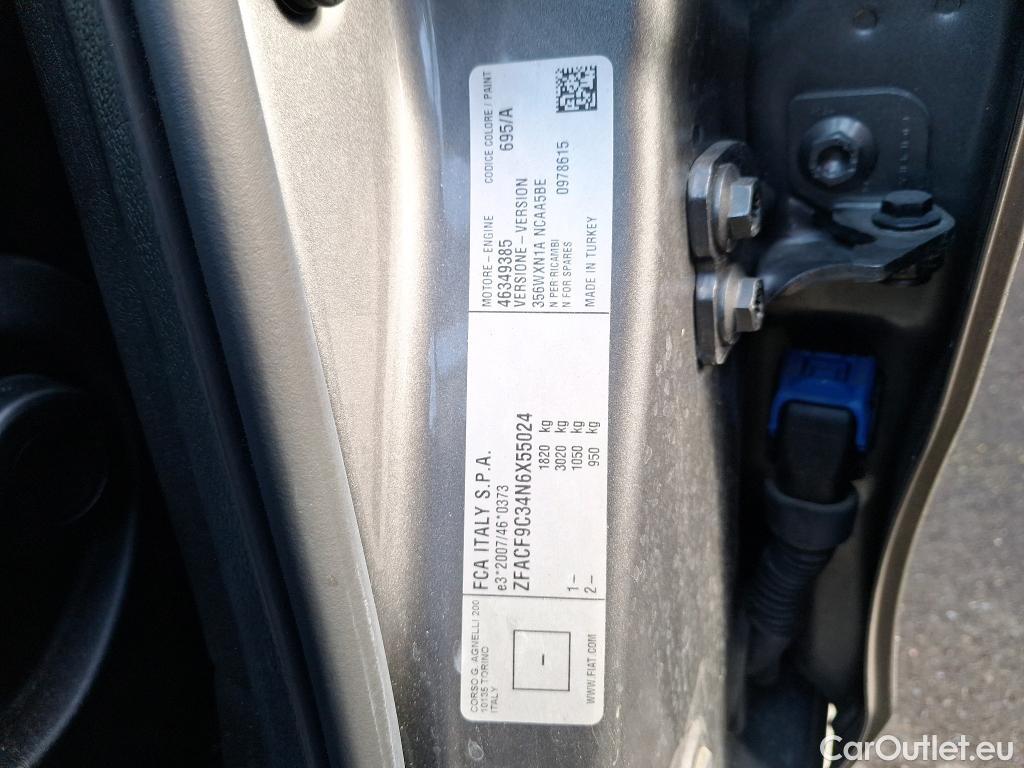 CORSO G. AGNELLI 200
10135 TORINO
ITALY
-
WWW.FIAT.COM
FCA ITALY S.P.A.
e3*2007/46*0373
ZFACF9C34N6X55024
1820 kg
3020 kg
1– 1050 kg
2– 950 kg
MOTORE – ENGINE CODICE COLORE / PAINT
46349385 695/A
VERSIONE – VERSION
356WXN1A NCAA5BE
N PER RICAMBI
N FOR SPARES 0978615
MADE IN TURKEY
CarOutlet.eu